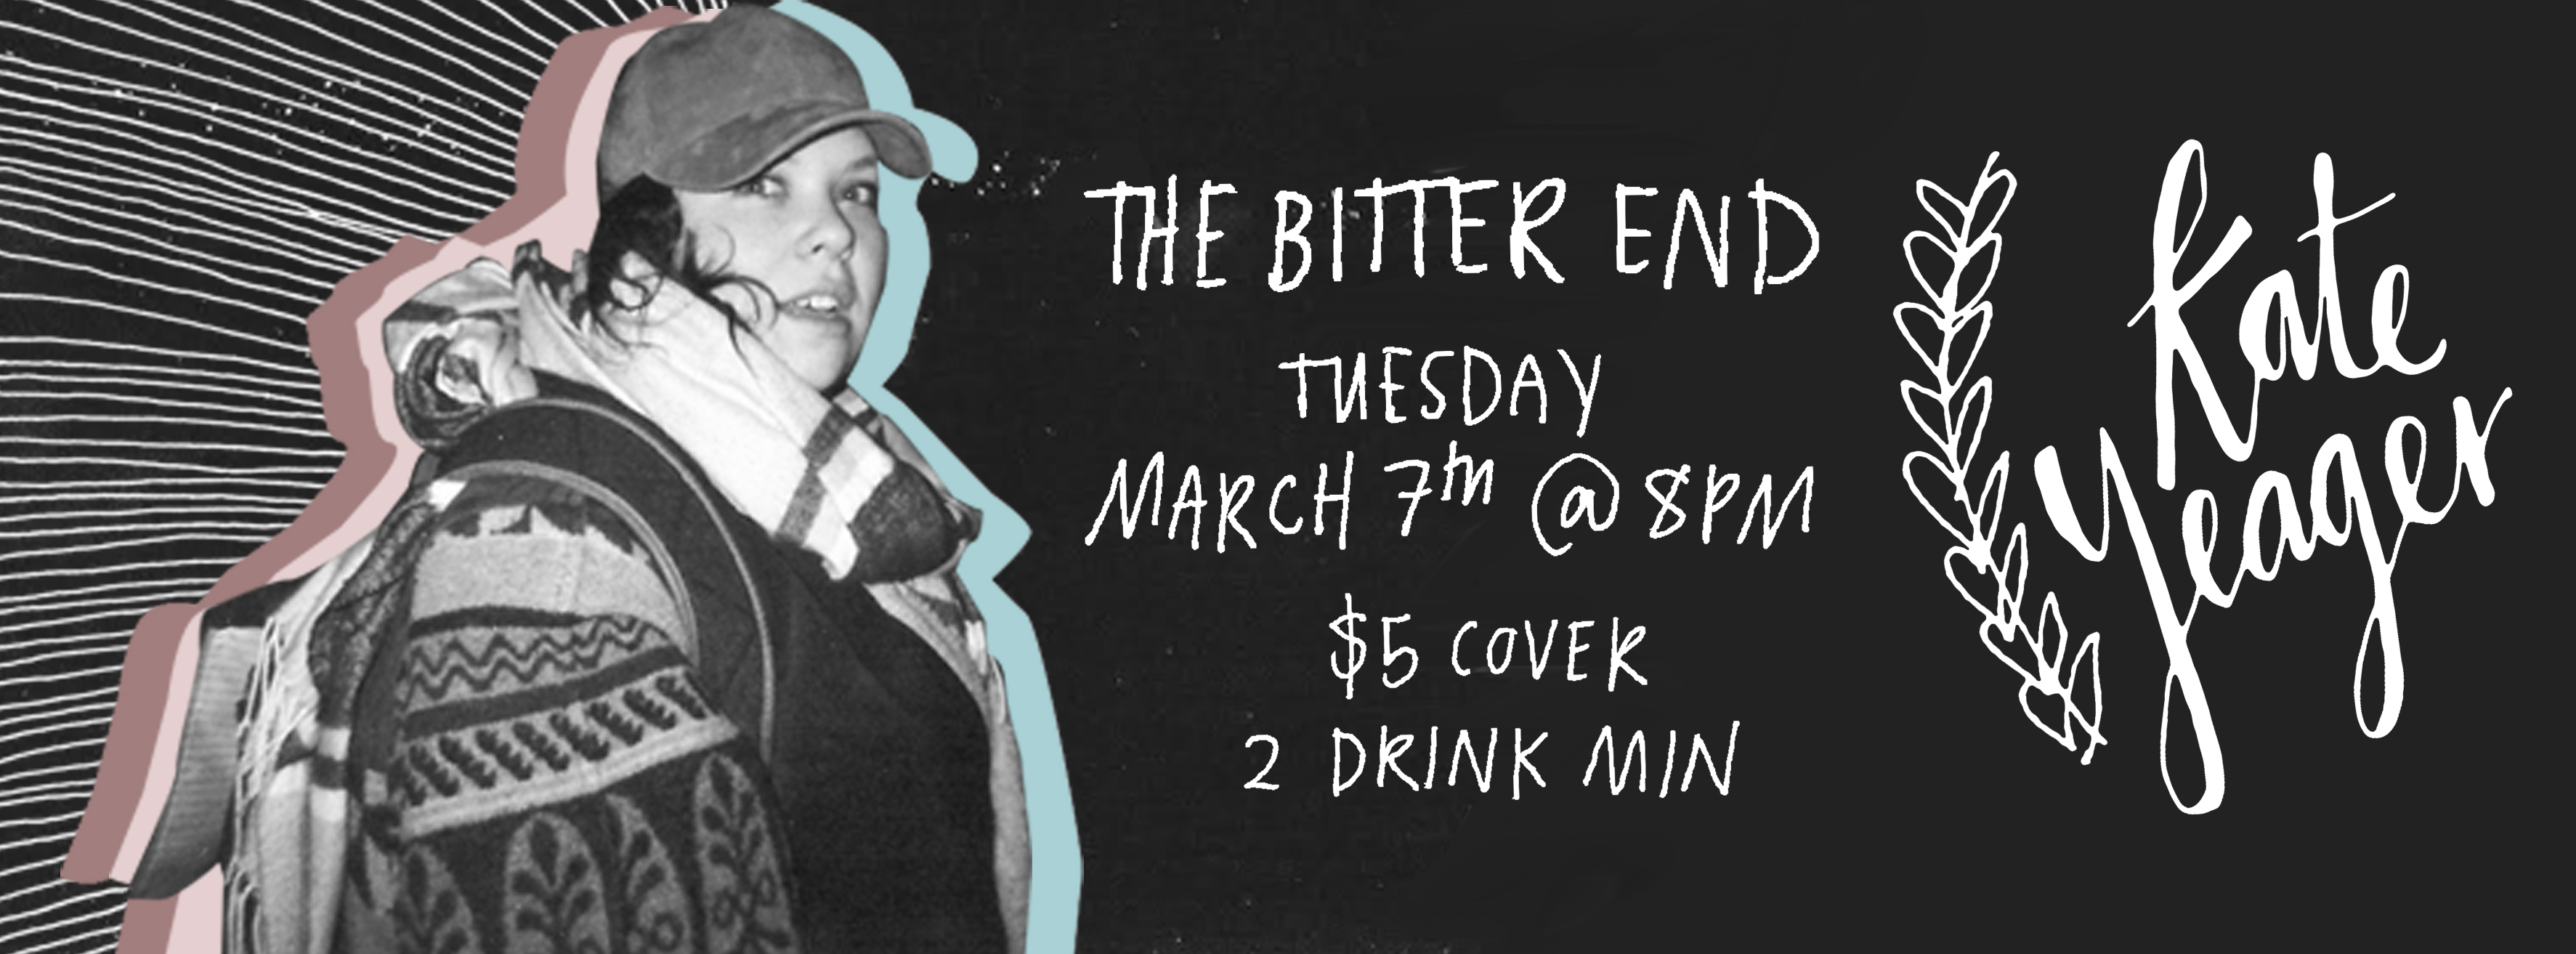 THE BITTER END
TUESDAY
MARCH 7th @ 8PM
$5 COVER
2 DRINK MIN
Kate
Yeager